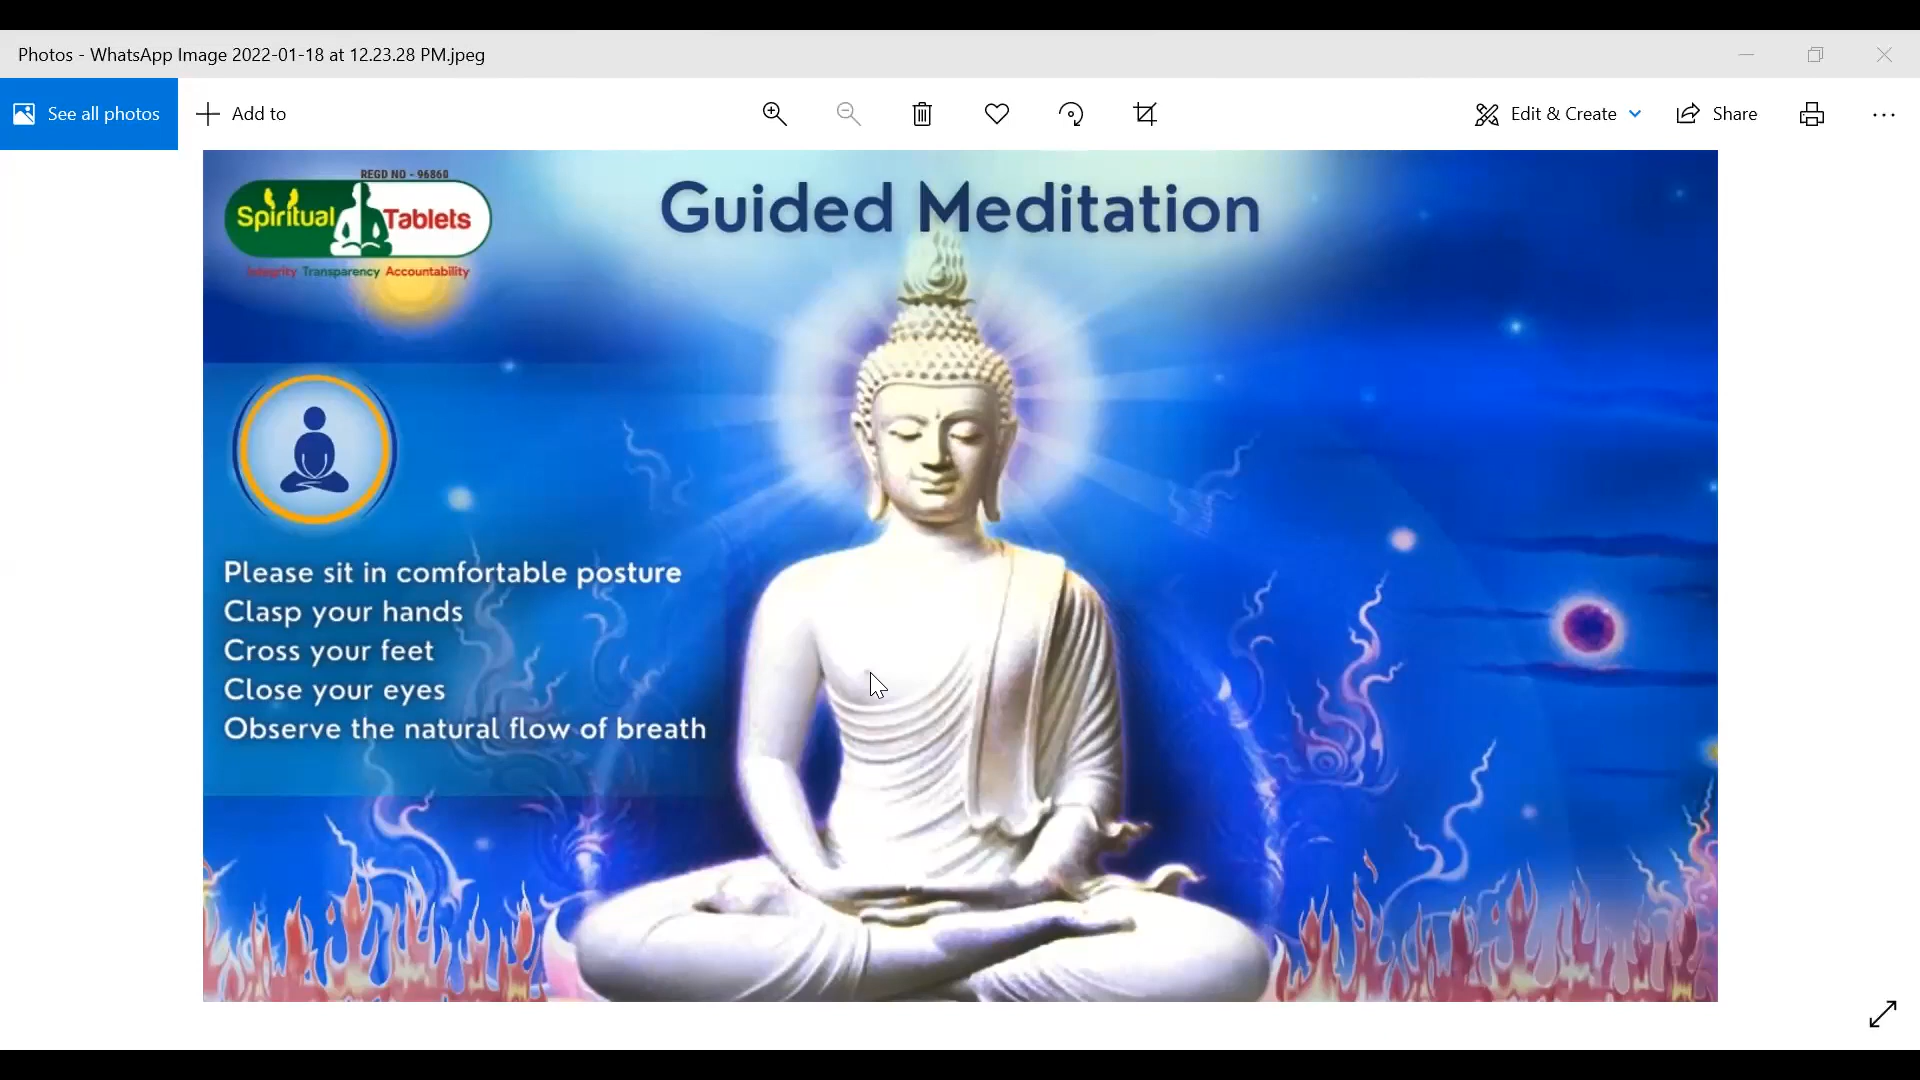 Photos - WhatsApp Image 2022-01-18 at 12.23.28 PM.jpeg
See all photos
Add to
Edit & Create
Share
REGD NO - 96860
Spiritual Tablets
Integrity Transparency Accountability
Guided Meditation
Please sit in comfortable posture
Clasp your hands
Cross your feet
Close your eyes
Observe the natural flow of breath